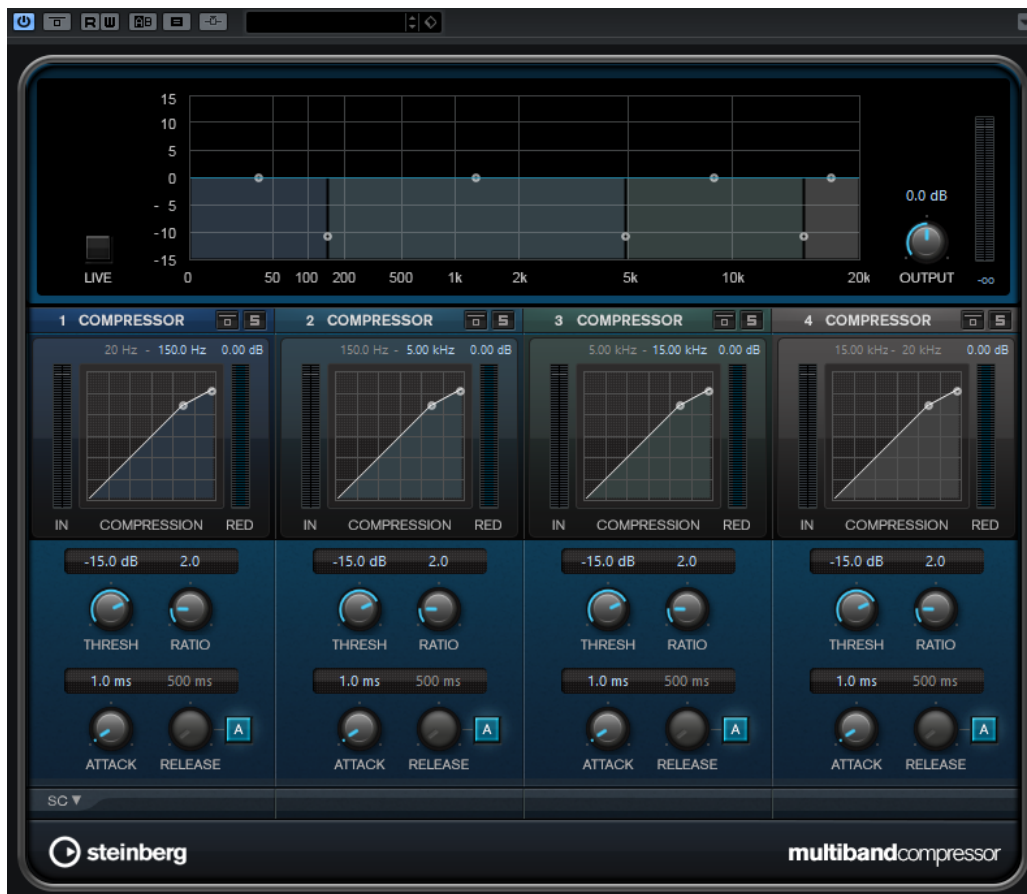 R W A B
15
10
5
0
- 5
-10
-15
LIVE
0 50 100 200 500 1k 2k 5k 10k 20k
0.0 dB
OUTPUT
-oo
1 COMPRESSOR S 2 COMPRESSOR S 3 COMPRESSOR S 4 COMPRESSOR S
20 Hz - 150.0 Hz 0.00 dB 150.0 Hz - 5.00 kHz 0.00 dB 5.00 kHz - 15.00 kHz 0.00 dB 15.00 kHz - 20 kHz 0.00 dB
IN COMPRESSION RED IN COMPRESSION RED IN COMPRESSION RED IN COMPRESSION RED
-15.0 dB 2.0 -15.0 dB 2.0 -15.0 dB 2.0 -15.0 dB 2.0
THRESH RATIO THRESH RATIO THRESH RATIO THRESH RATIO
1.0 ms 500 ms 1.0 ms 500 ms 1.0 ms 500 ms 1.0 ms 500 ms
A A A A
ATTACK RELEASE ATTACK RELEASE ATTACK RELEASE ATTACK RELEASE
SC ▼
steinberg
multibandcompressor